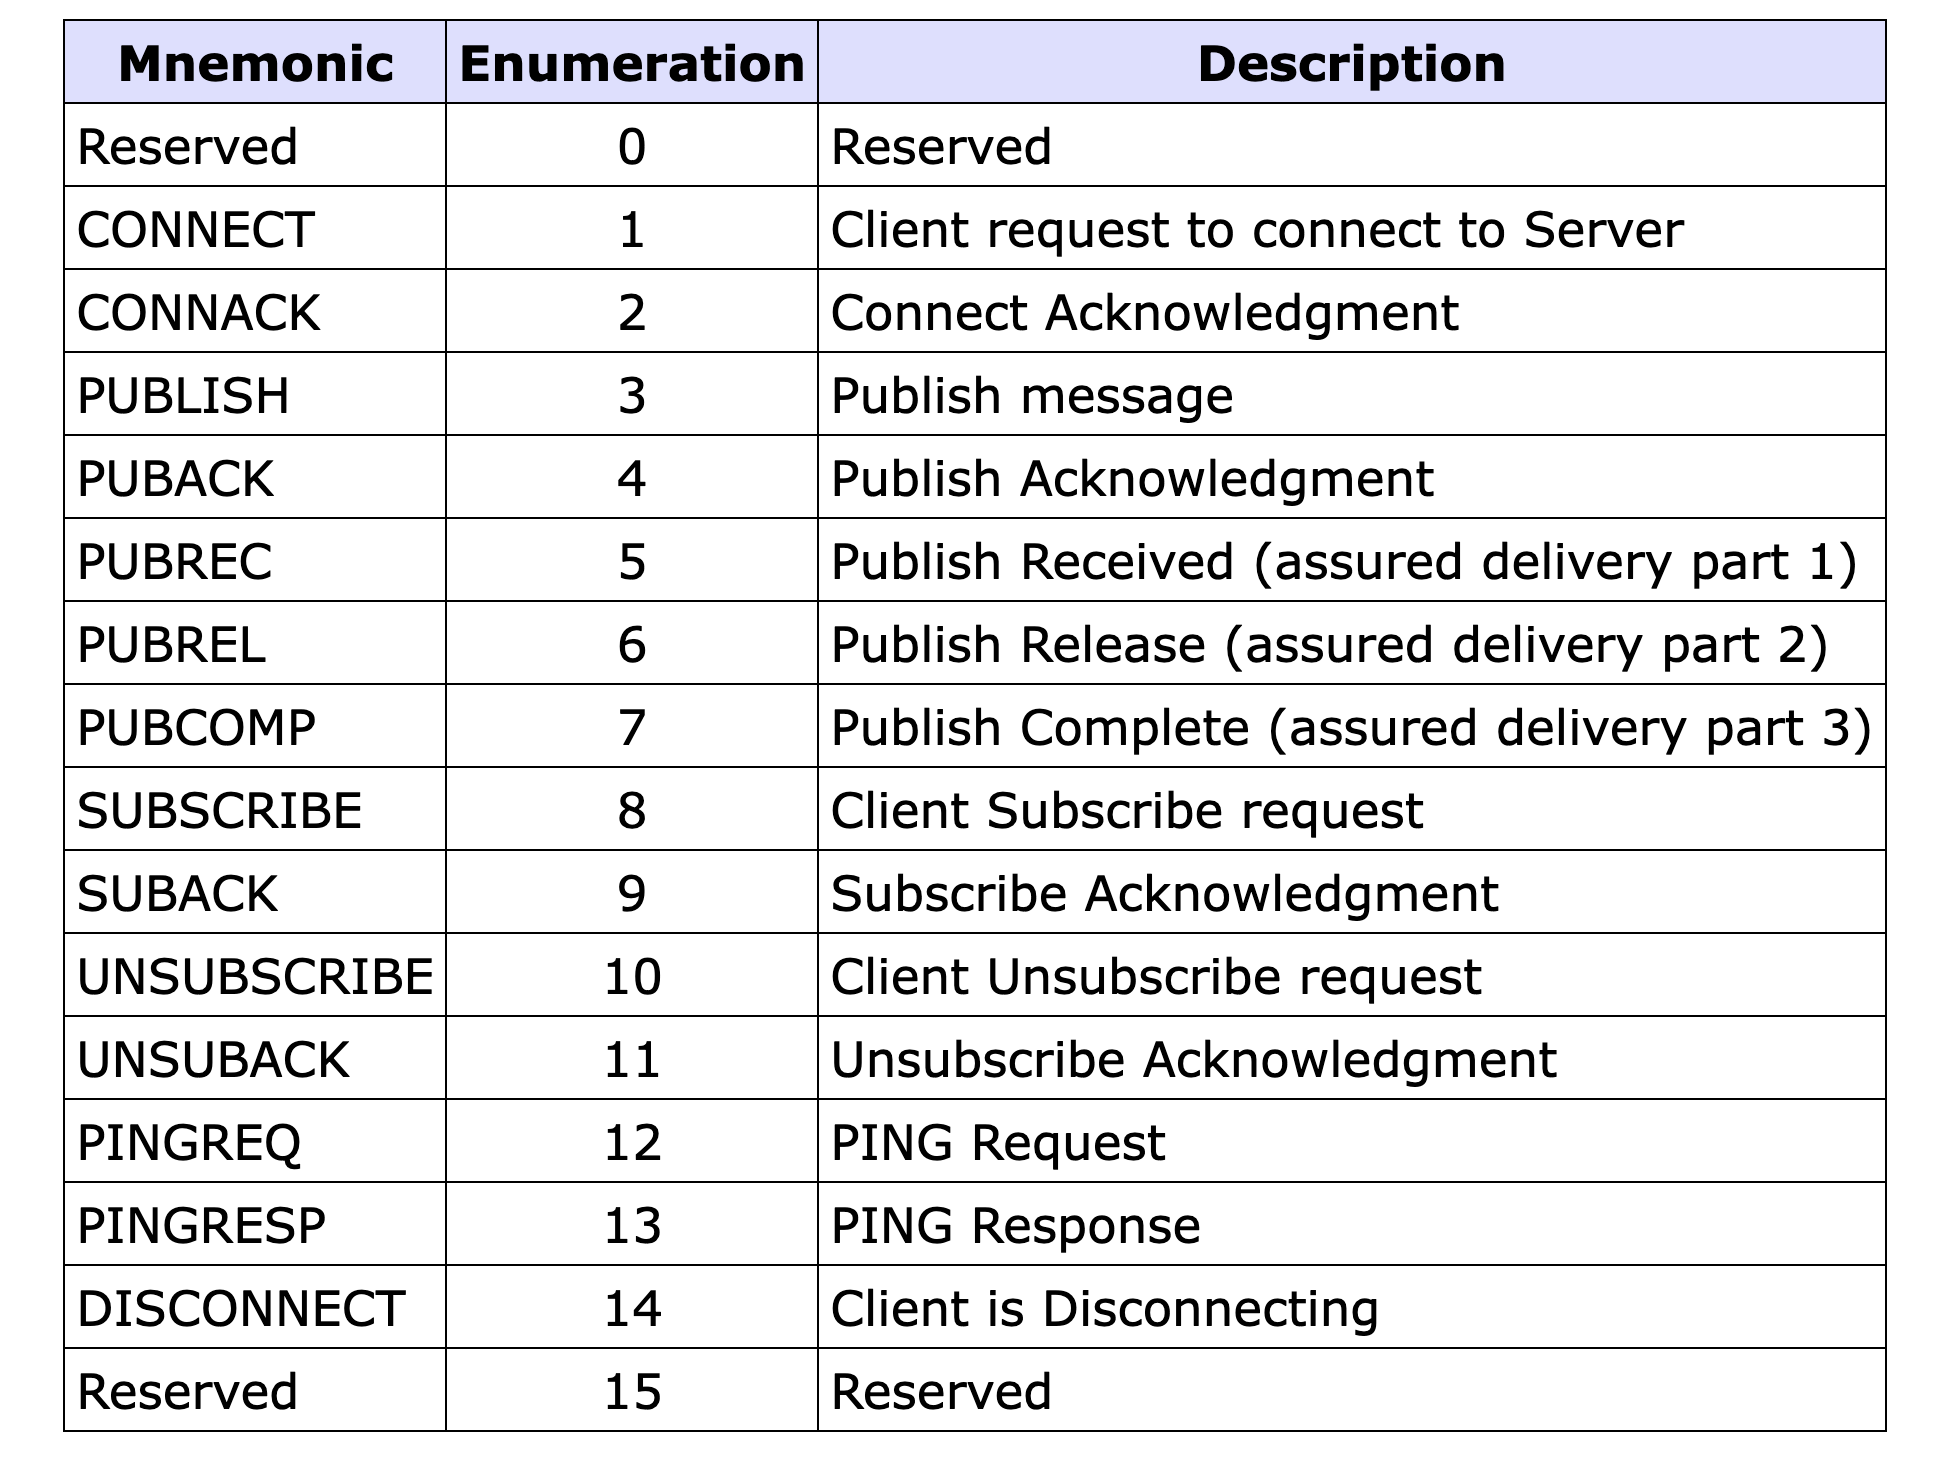 Mnemonic Enumeration Description
Reserved 0 Reserved
CONNECT 1 Client request to connect to Server
CONNACK 2 Connect Acknowledgment
PUBLISH 3 Publish message
PUBACK 4 Publish Acknowledgment
PUBREC 5 Publish Received (assured delivery part 1)
PUBREL 6 Publish Release (assured delivery part 2)
PUBCOMP 7 Publish Complete (assured delivery part 3)
SUBSCRIBE 8 Client Subscribe request
SUBACK 9 Subscribe Acknowledgment
UNSUBSCRIBE 10 Client Unsubscribe request
UNSUBACK 11 Unsubscribe Acknowledgment
PINGREQ 12 PING Request
PINGRESP 13 PING Response
DISCONNECT 14 Client is Disconnecting
Reserved 15 Reserved